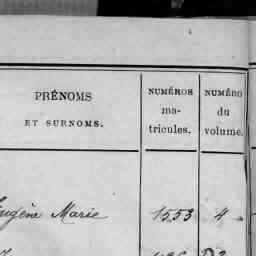 PRÉNOMS
ET SURNOMS.
NUMÉROS
ma-
tricules.
NUMÉRO
du
volume.
Eugène Marie 1553 4